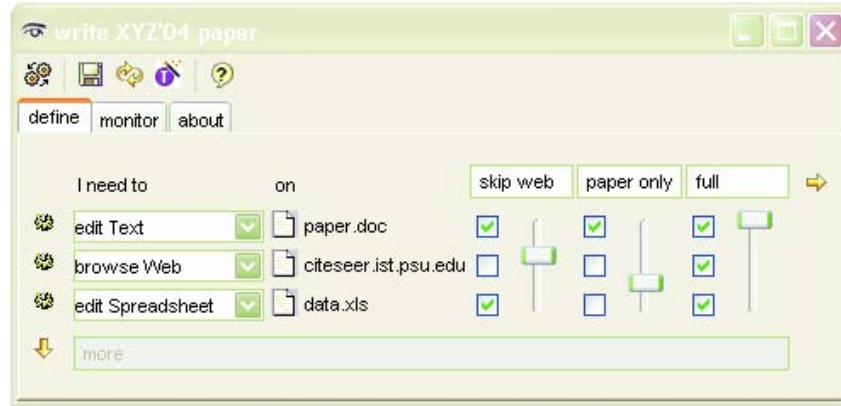 write XYZ'04 paper
define monitor about
I need to on skip web paper only full
edit Text paper.doc
browse Web citeseer.ist.psu.edu
edit Spreadsheet data.xls
more